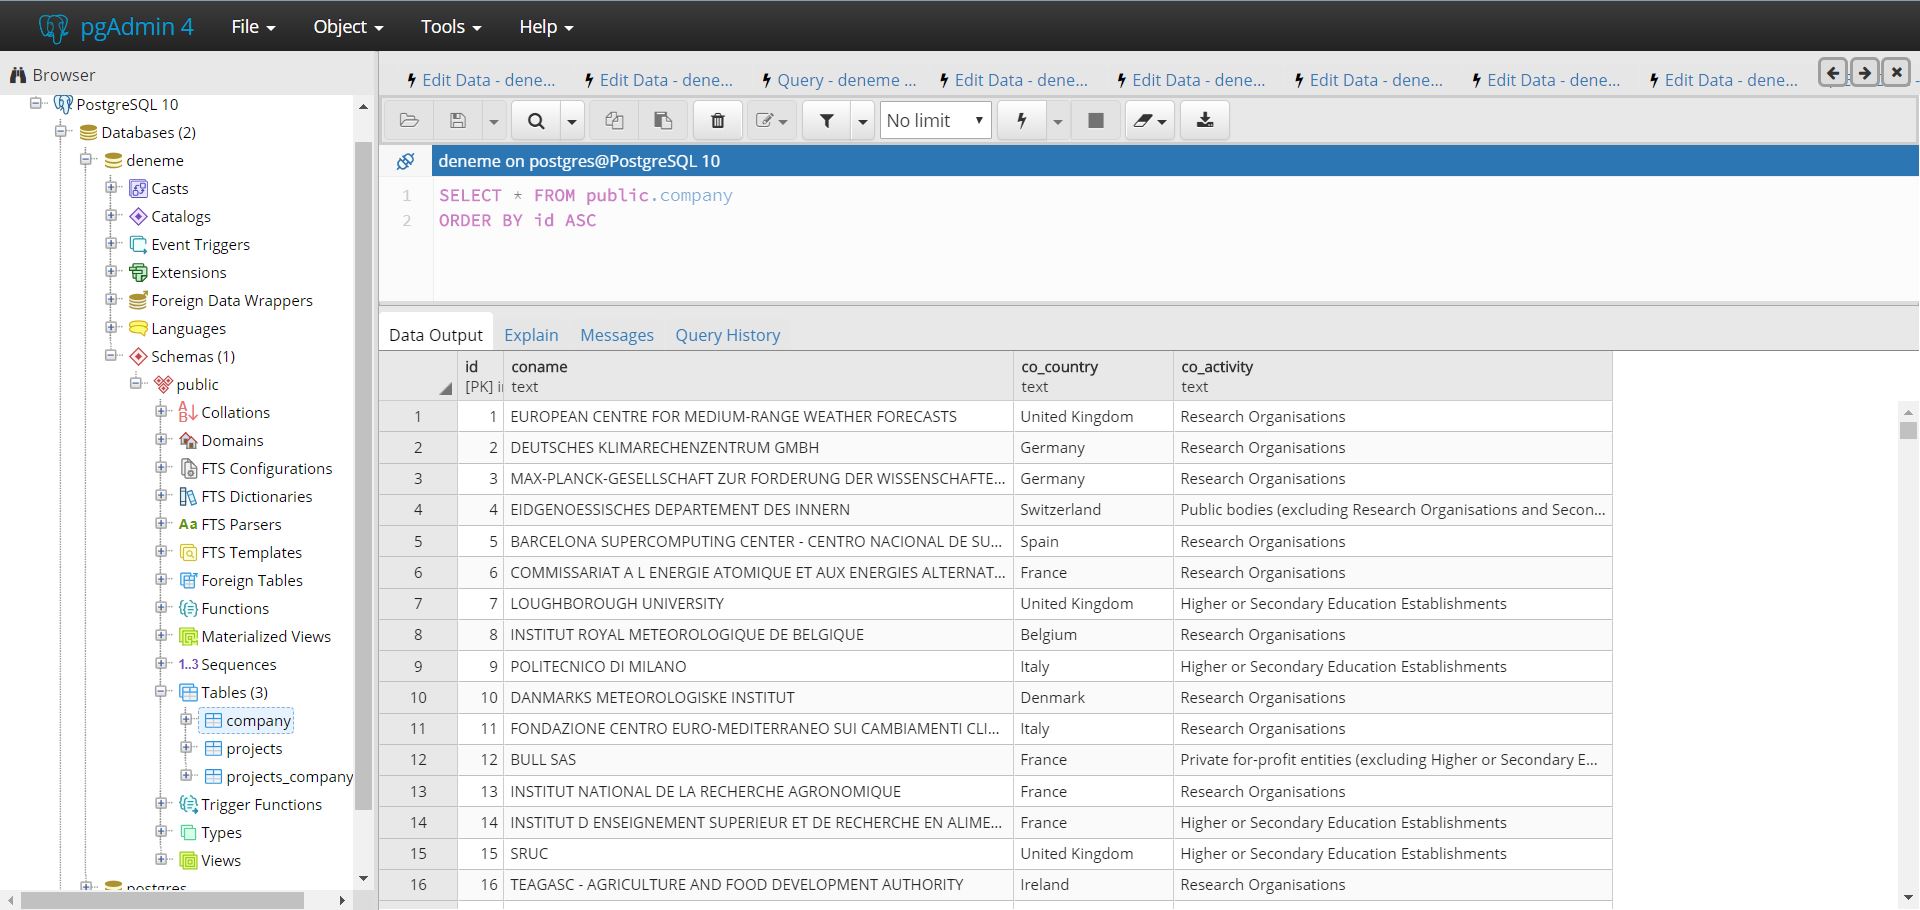 pgAdmin 4 File Object Tools Help
Browser
PostgreSQL 10
Databases (2)
deneme
Casts
Catalogs
Event Triggers
Extensions
Foreign Data Wrappers
Languages
Schemas (1)
public
Collations
Domains
FTS Configurations
FTS Dictionaries
Aa FTS Parsers
FTS Templates
Foreign Tables
Functions
Materialized Views
1..3 Sequences
Tables (3)
company
projects
projects_company
Trigger Functions
Types
Views
postgres
Edit Data - dene... Edit Data - dene... Query - deneme ... Edit Data - dene... Edit Data - dene... Edit Data - dene... Edit Data - dene... Edit Data - dene...
No limit
deneme on postgres@PostgreSQL 10
1 SELECT * FROM public.company
2 ORDER BY id ASC
Data Output Explain Messages Query History
id coname co_country co_activity
[PK] i text text text
1 1 EUROPEAN CENTRE FOR MEDIUM-RANGE WEATHER FORECASTS United Kingdom Research Organisations
2 2 DEUTSCHES KLIMARECHENZENTRUM GMBH Germany Research Organisations
3 3 MAX-PLANCK-GESELLSCHAFT ZUR FORDERUNG DER WISSENSCHAFTE... Germany Research Organisations
4 4 EIDGENOESSISCHES DEPARTEMENT DES INNERN Switzerland Public bodies (excluding Research Organisations and Secon...
5 5 BARCELONA SUPERCOMPUTING CENTER - CENTRO NACIONAL DE SU... Spain Research Organisations
6 6 COMMISSARIAT A L ENERGIE ATOMIQUE ET AUX ENERGIES ALTERNAT... France Research Organisations
7 7 LOUGHBOROUGH UNIVERSITY United Kingdom Higher or Secondary Education Establishments
8 8 INSTITUT ROYAL METEOROLOGIQUE DE BELGIQUE Belgium Research Organisations
9 9 POLITECNICO DI MILANO Italy Higher or Secondary Education Establishments
10 10 DANMARKS METEOROLOGISKE INSTITUT Denmark Research Organisations
11 11 FONDAZIONE CENTRO EURO-MEDITERRANEO SUI CAMBIAMENTI CLI... Italy Research Organisations
12 12 BULL SAS France Private for-profit entities (excluding Higher or Secondary E...
13 13 INSTITUT NATIONAL DE LA RECHERCHE AGRONOMIQUE France Research Organisations
14 14 INSTITUT D ENSEIGNEMENT SUPERIEUR ET DE RECHERCHE EN ALIME... France Higher or Secondary Education Establishments
15 15 SRUC United Kingdom Higher or Secondary Education Establishments
16 16 TEAGASC - AGRICULTURE AND FOOD DEVELOPMENT AUTHORITY Ireland Research Organisations